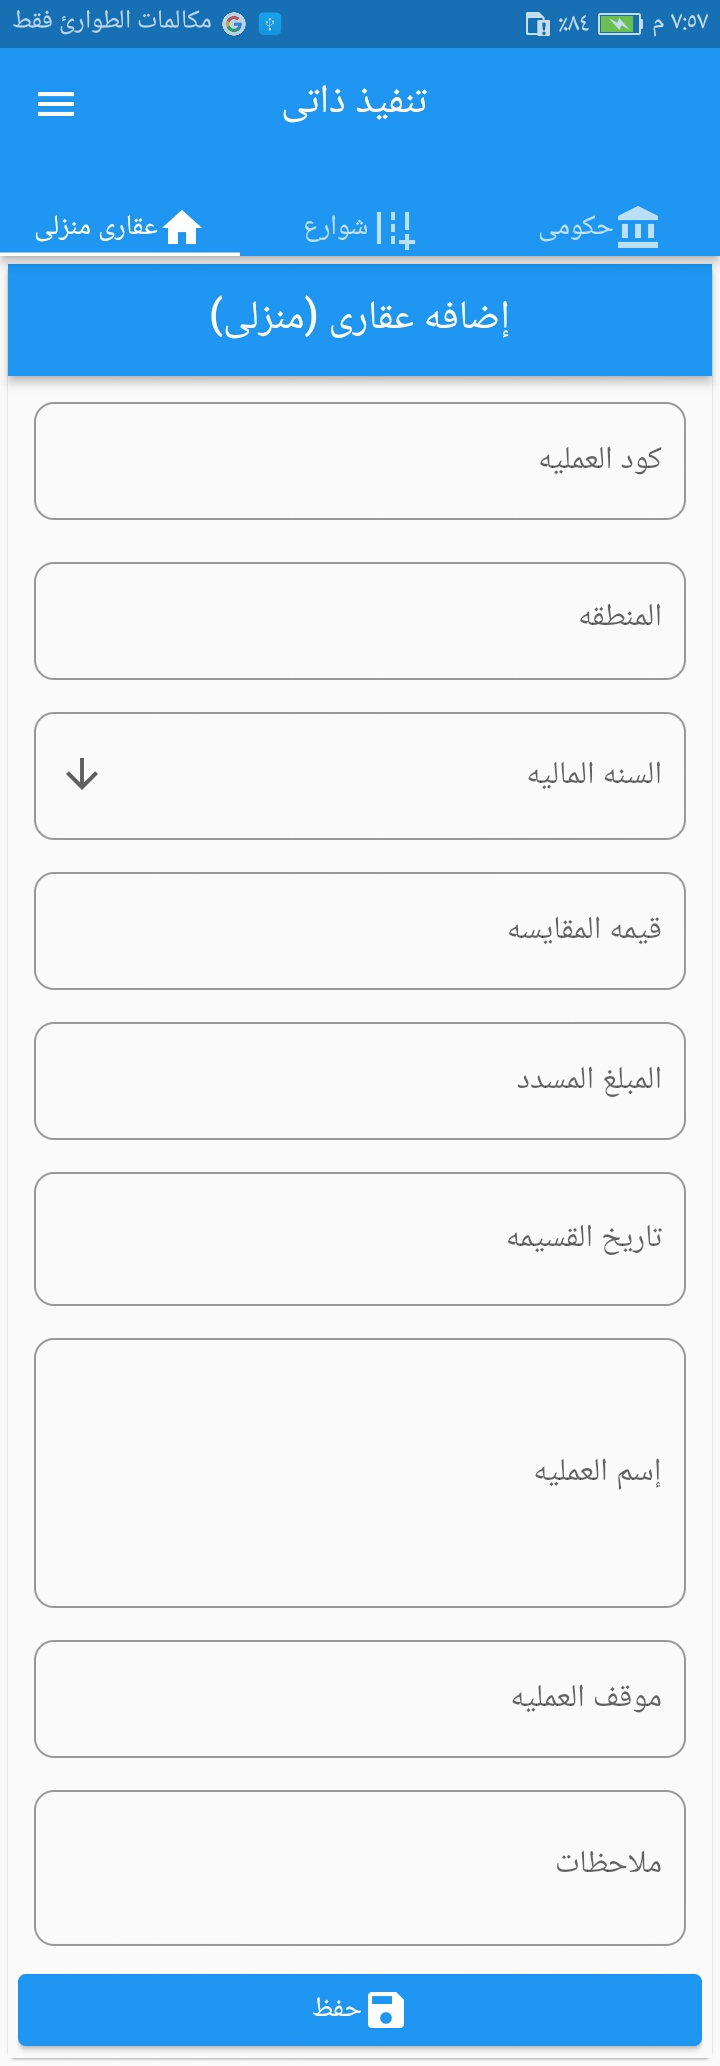 مكالمات الطوارئ فقط
٪٨٤
٧:٥٧ م
تنفيذ ذاتى
حكومى
شوارع
عقارى منزلى
إضافه عقارى (منزلى)
كود العمليه
المنطقه
السنه الماليه
قيمه المقايسه
المبلغ المسدد
تاريخ القسيمه
إسم العمليه
موقف العمليه
ملاحظات
حفظ